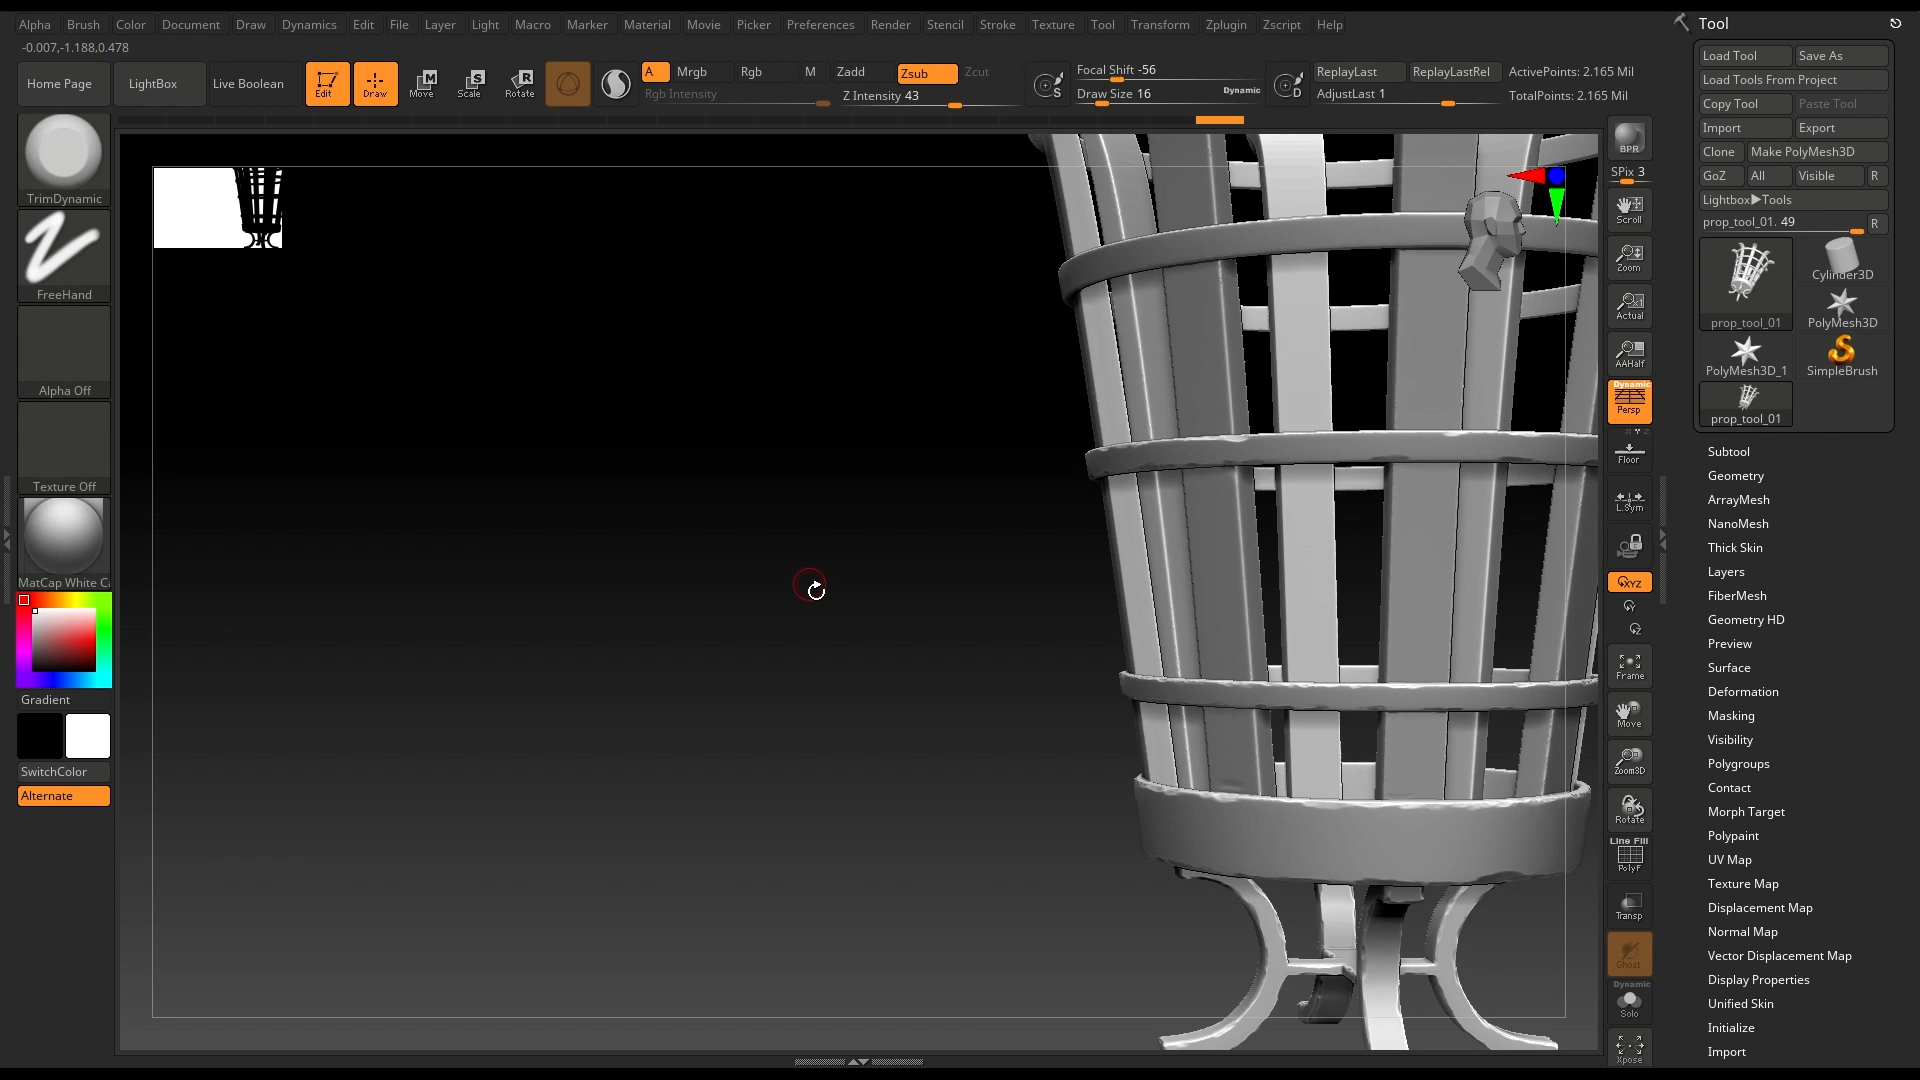 Alpha Brush Color Document Draw Dynamics Edit File Layer Light Macro Marker Material Movie Picker Preferences Render Stencil Stroke Texture Tool Transform Zplugin Zscript Help
-0.007,-1.188,0.478
Home Page
LightBox
Live Boolean
Edit
Draw
M
Move
S
Scale
R
Rotate
A
Mrgb
Rgb
M
Zadd
Zsub
Zcut
Rgb Intensity
Z Intensity 43
S
Focal Shift -56
Draw Size 16
Dynamic
D
ReplayLast
ReplayLastRel
AdjustLast 1
ActivePoints: 2.165 Mil
TotalPoints: 2.165 Mil
TrimDynamic
FreeHand
Alpha Off
Texture Off
MatCap White Ca
Gradient
SwitchColor
Alternate
BPR
SPix 3
Scroll
Zoom
Actual
AAHalf
Dynamic
Persp
Floor
L.Sym
XYZ
Y
Z
Frame
Move
Zoom3D
Rotate
Line Fill
PolyF
Transp
Ghost
Dynamic
Solo
Xpose
Tool
Load Tool
Save As
Load Tools From Project
Copy Tool
Paste Tool
Import
Export
Clone
Make PolyMesh3D
GoZ
All
Visible
R
Lightbox▶Tools
prop_tool_01. 49
R
prop_tool_01
Cylinder3D
PolyMesh3D
PolyMesh3D_1
SimpleBrush
prop_tool_01
Subtool
Geometry
ArrayMesh
NanoMesh
Thick Skin
Layers
FiberMesh
Geometry HD
Preview
Surface
Deformation
Masking
Visibility
Polygroups
Contact
Morph Target
Polypaint
UV Map
Texture Map
Displacement Map
Normal Map
Vector Displacement Map
Display Properties
Unified Skin
Initialize
Import